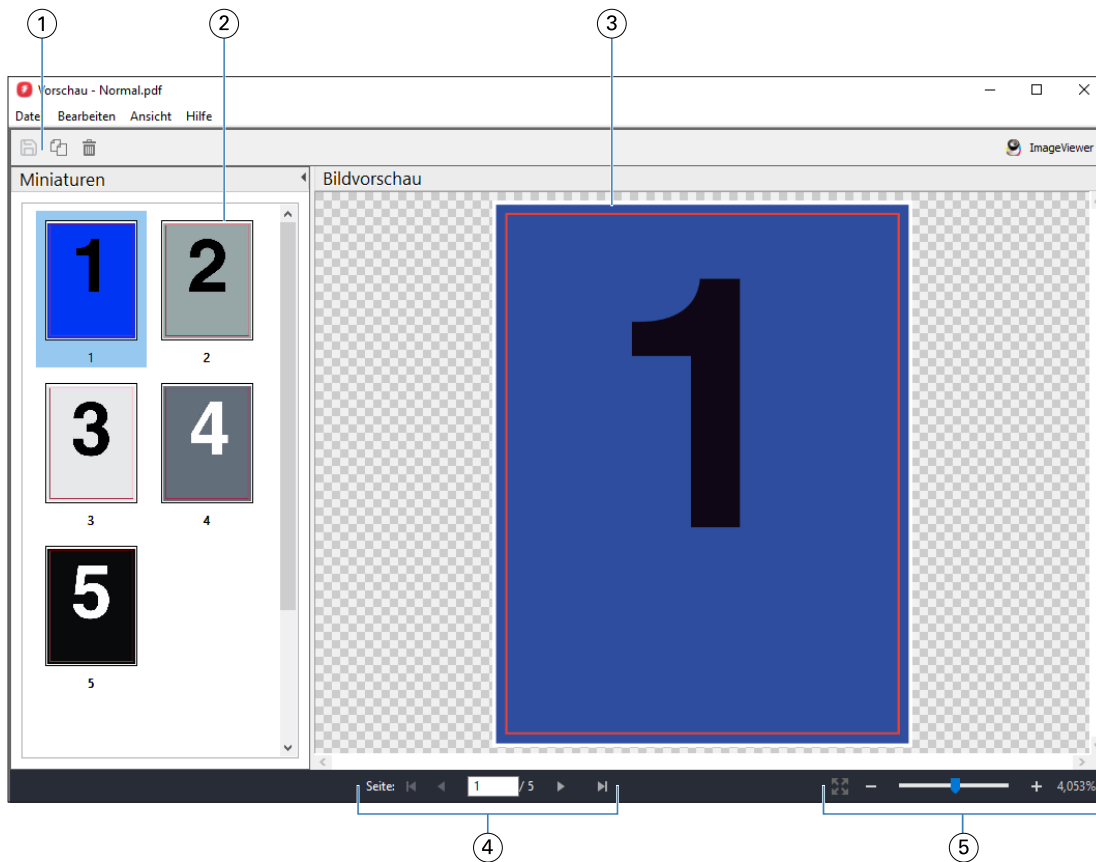 1 2 3
Vorschau - Normal.pdf
Datei Bearbeiten Ansicht Hilfe
ImageViewer
Miniaturen
Bildvorschau
1
2
1
2
3
4
3
4
5
5
1
Seite: 1 / 5
4,053%
4 5